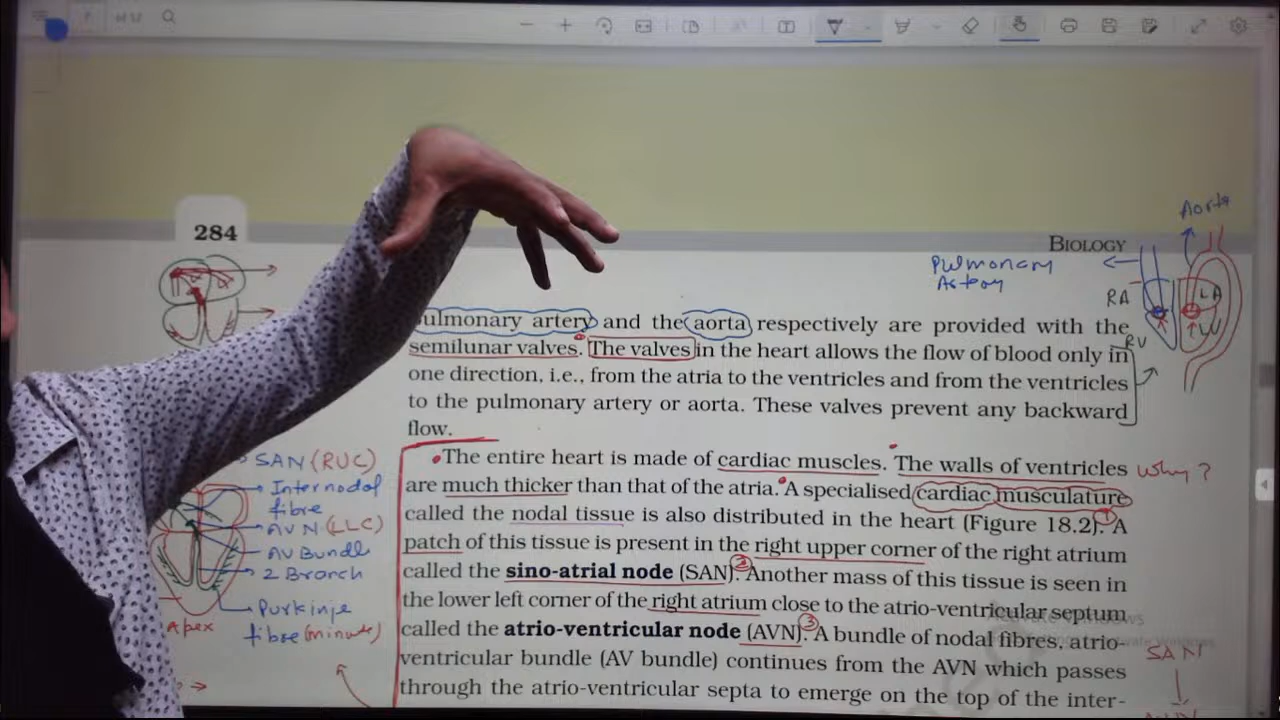 284
BIOLOGY
Aorta
Pulmonary
Artory
RA
LA
RV
LV
pulmonary artery and the aorta respectively are provided with the
semilunar valves. The valves in the heart allows the flow of blood only in
one direction, i.e., from the atria to the ventricles and from the ventricles
to the pulmonary artery or aorta. These valves prevent any backward
flow.
The entire heart is made of cardiac muscles. The walls of ventricles
why?
are much thicker than that of the atria. A specialised cardiac musculature
called the nodal tissue is also distributed in the heart (Figure 18.2). A
1
patch of this tissue is present in the right upper corner of the right atrium
called the sino-atrial node (SAN). Another mass of this tissue is seen in
2
the lower left corner of the right atrium close to the atrio-ventricular septum
called the atrio-ventricular node (AVN). A bundle of nodal fibres, atrio-
3
ventricular bundle (AV bundle) continues from the AVN which passes
through the atrio-ventricular septa to emerge on the top of the inter-
SAN (RUC)
Internodal
fibre
AVN (LLC)
AV Bundle
2 Branch
Purkinje
fibre (minute)
Apex
SAN